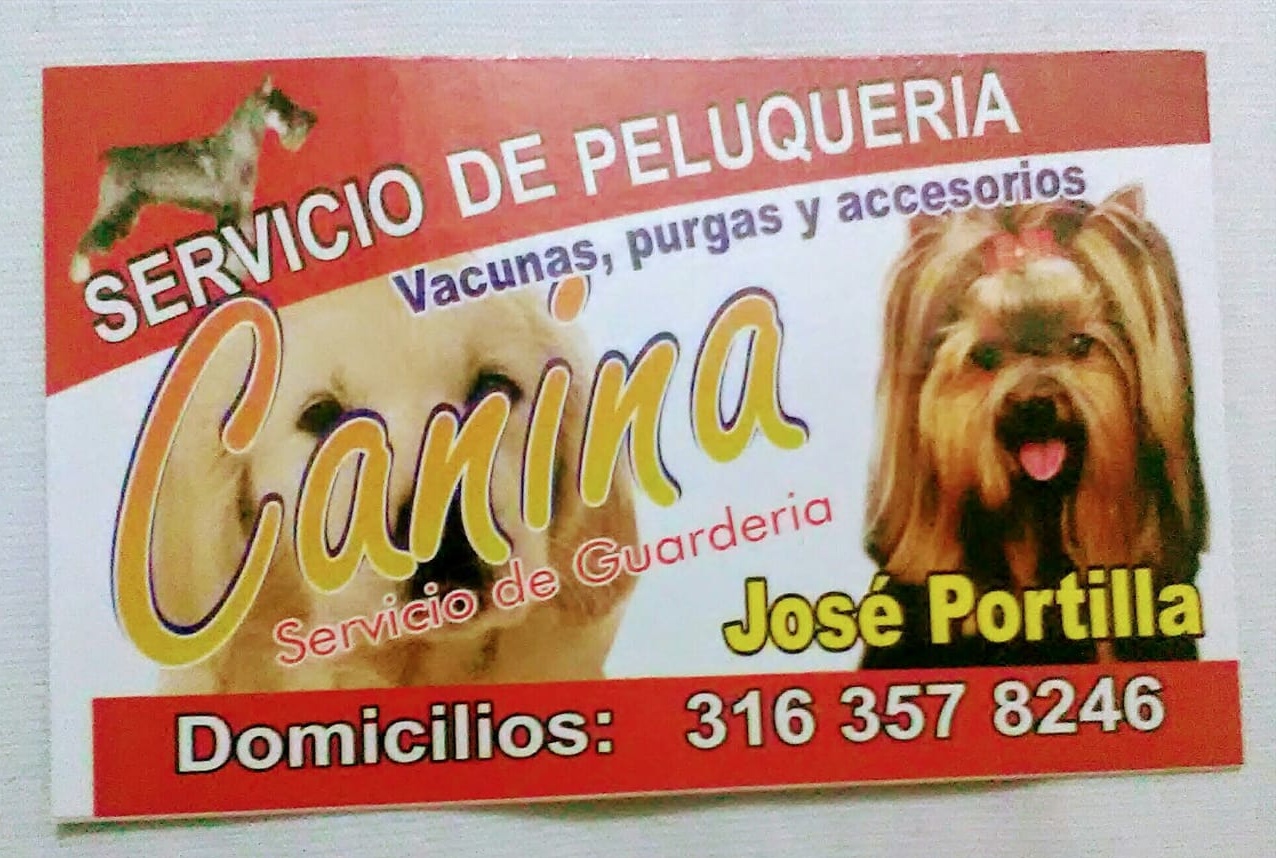 SERVICIO DE PELUQUERIA
Vacunas, purgas y accesorios
Canina
Servicio de Guarderia
José Portilla
Domicilios: 316 357 8246